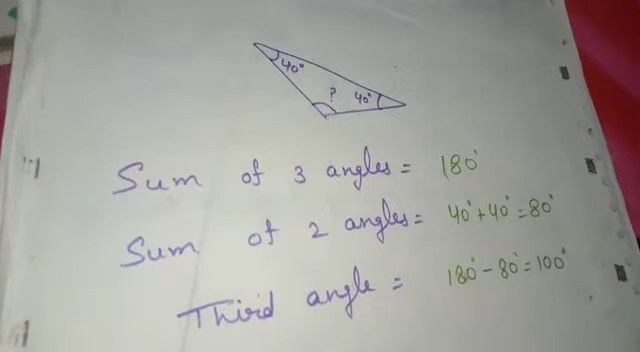 40°
? 40°
Sum of 3 angles = 180°
Sum of 2 angles = 40°+40°=80°
Third angle = 180°-80°=100°